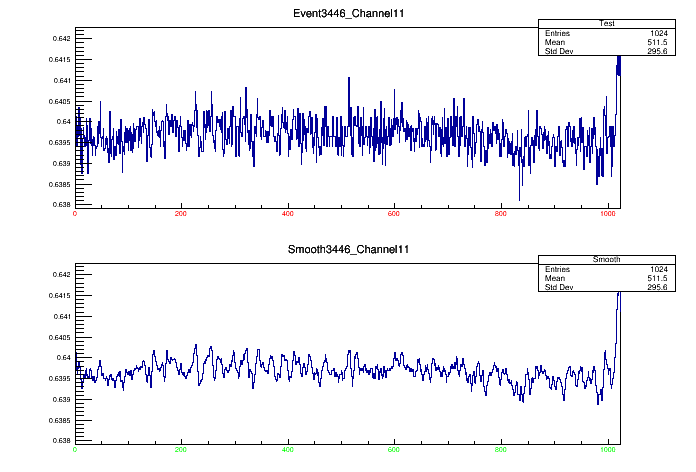 Event3446_Channel11
Test
Entries 1024
Mean 511.5
Std Dev 295.6
0.642
0.6415
0.641
0.6405
0.64
0.6395
0.639
0.6385
0.638
0 200 400 600 800 1000
Smooth3446_Channel11
Smooth
Entries 1024
Mean 511.5
Std Dev 295.6
0.642
0.6415
0.641
0.6405
0.64
0.6395
0.639
0.6385
0.638
0 200 400 600 800 1000